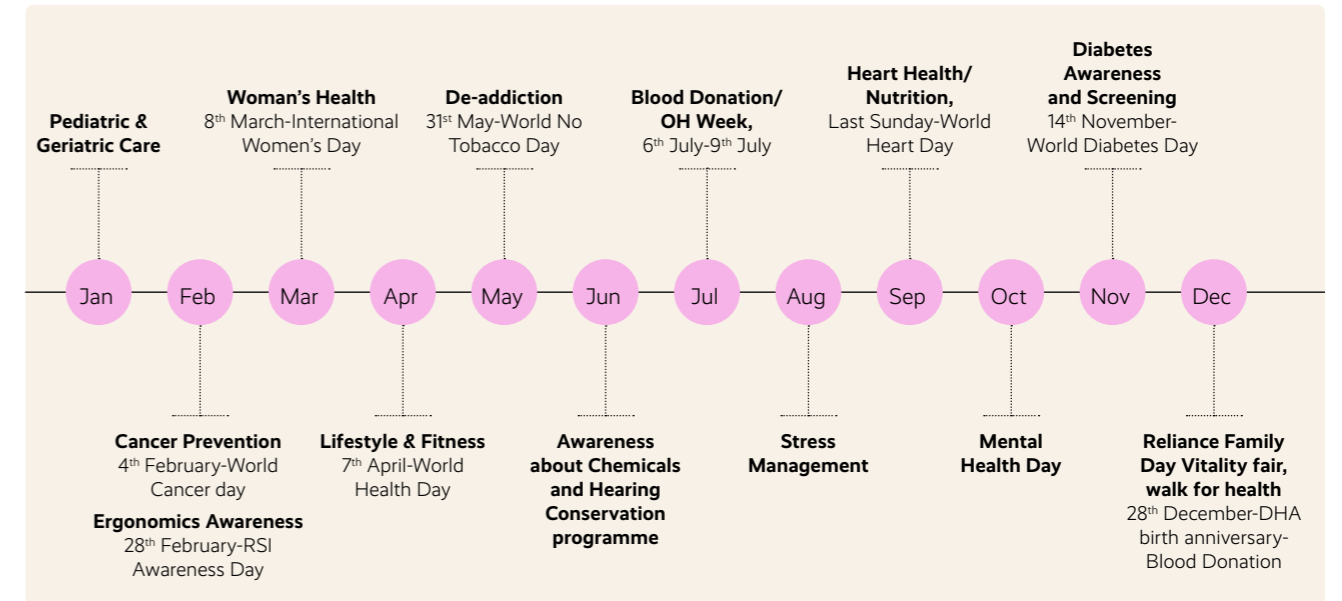 Pediatric &
Geriatric Care
Woman’s Health
8th March-International
Women’s Day
De-addiction
31st May-World No
Tobacco Day
Blood Donation/
OH Week,
6th July-9th July
Heart Health/
Nutrition,
Last Sunday-World
Heart Day
Diabetes
Awareness
and Screening
14th November-
World Diabetes Day
Jan
Feb
Mar
Apr
May
Jun
Jul
Aug
Sep
Oct
Nov
Dec
Cancer Prevention
4th February-World
Cancer day
Ergonomics Awareness
28th February-RSI
Awareness Day
Lifestyle & Fitness
7th April-World
Health Day
Awareness
about Chemicals
and Hearing
Conservation
programme
Stress
Management
Mental
Health Day
Reliance Family
Day Vitality fair,
walk for health
28th December-DHA
birth anniversary-
Blood Donation